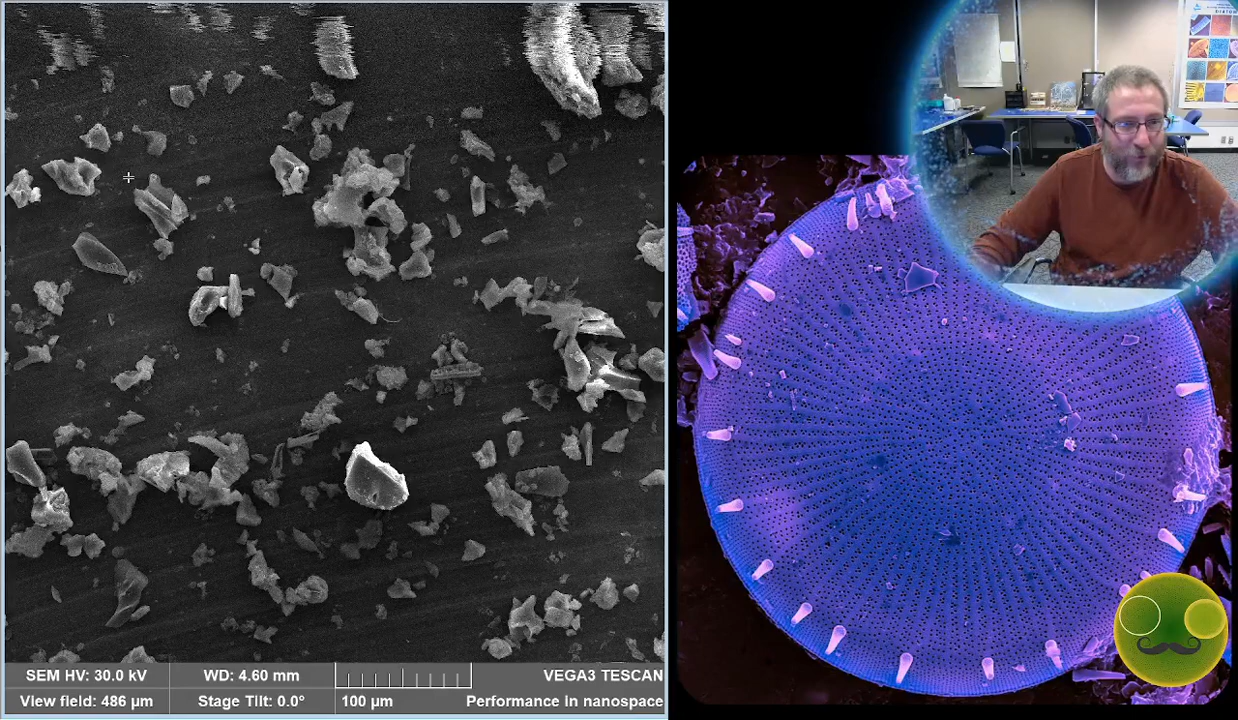 SEM HV: 30.0 kV
WD: 4.60 mm
VEGA3 TESCAN
View field: 486 µm
Stage Tilt: 0.0°
100 µm
Performance in nanospace